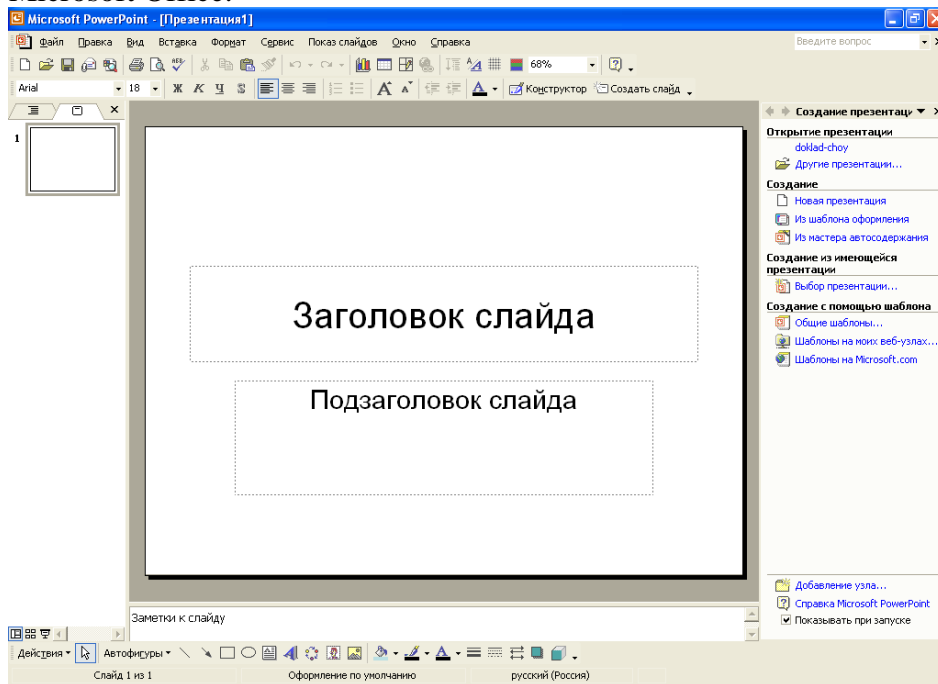 Microsoft Office.
Microsoft PowerPoint - [Презентация1]
Файл Правка Вид Вставка Формат Сервис Показ слайдов Окно Справка
Введите вопрос
68%
Arial 18 Ж К Ч S Конструктор Создать слайд
1
Создание презентаци
Открытие презентации
doklad-choy
Другие презентации...
Создание
Новая презентация
Из шаблона оформления
Из мастера автосодержания
Создание из имеющейся
презентации
Выбор презентации...
Создание с помощью шаблона
Общие шаблоны...
Шаблоны на моих веб-узлах...
Шаблоны на Microsoft.com
Заголовок слайда
Подзаголовок слайда
Добавление узла...
Справка Microsoft PowerPoint
Показывать при запуске
Заметки к слайду
Действия Автофигуры
Слайд 1 из 1 Оформление по умолчанию русский (Россия)